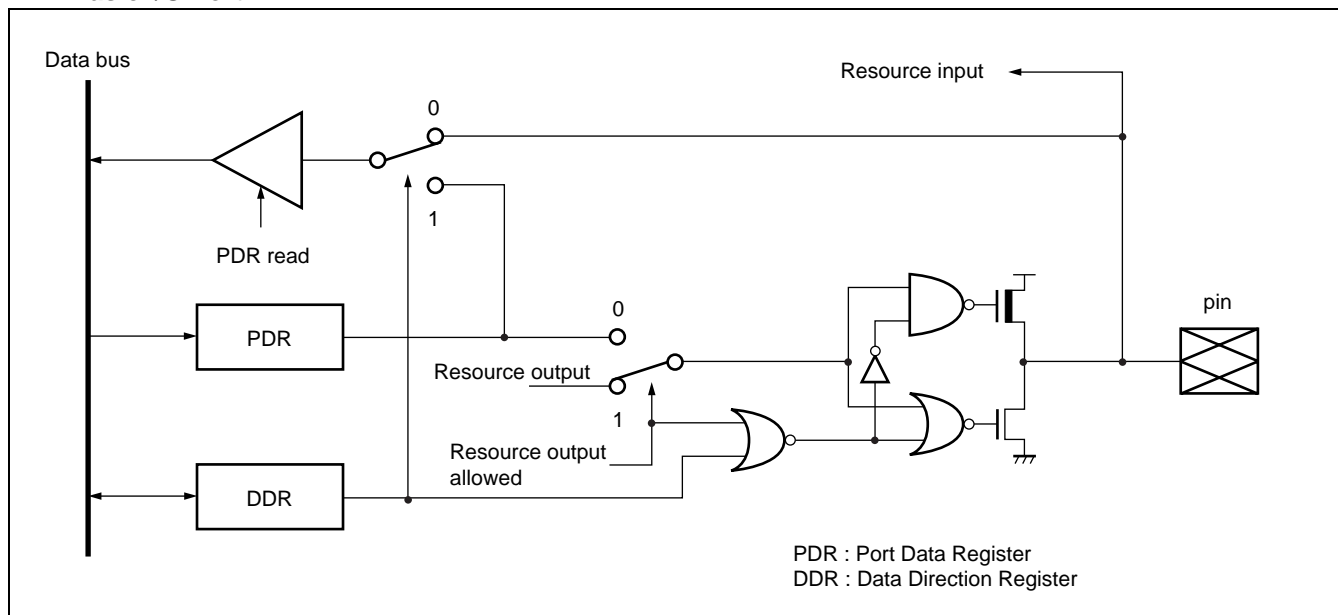 Data bus
Resource input
0
1
PDR read
pin
PDR
0
Resource output
1
Resource output
allowed
DDR
PDR : Port Data Register
DDR : Data Direction Register